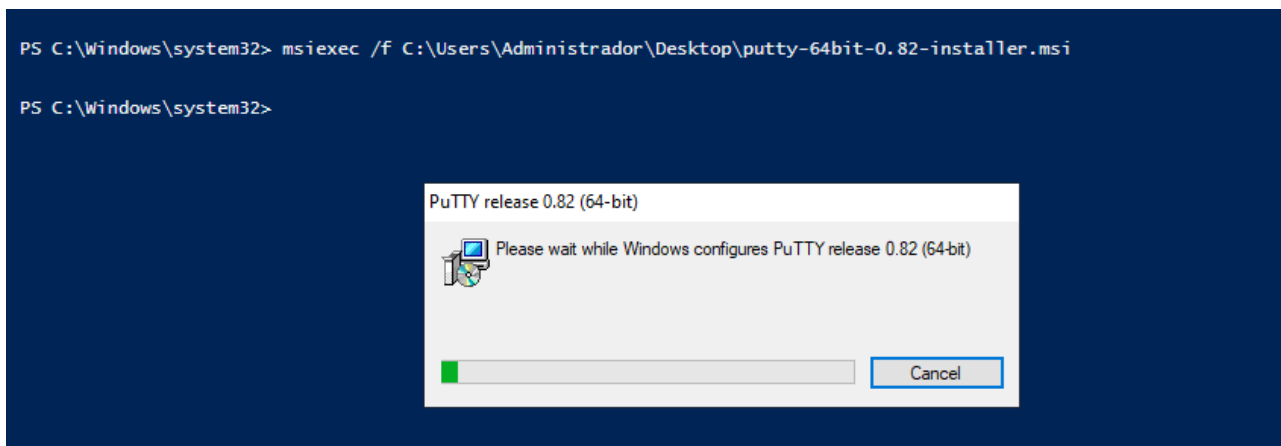 PS C:\Windows\system32> msiexec /f C:\Users\Administrador\Desktop\putty-64bit-0.82-installer.msi
PS C:\Windows\system32>
PuTTY release 0.82 (64-bit)
Please wait while Windows configures PuTTY release 0.82 (64-bit)
Cancel